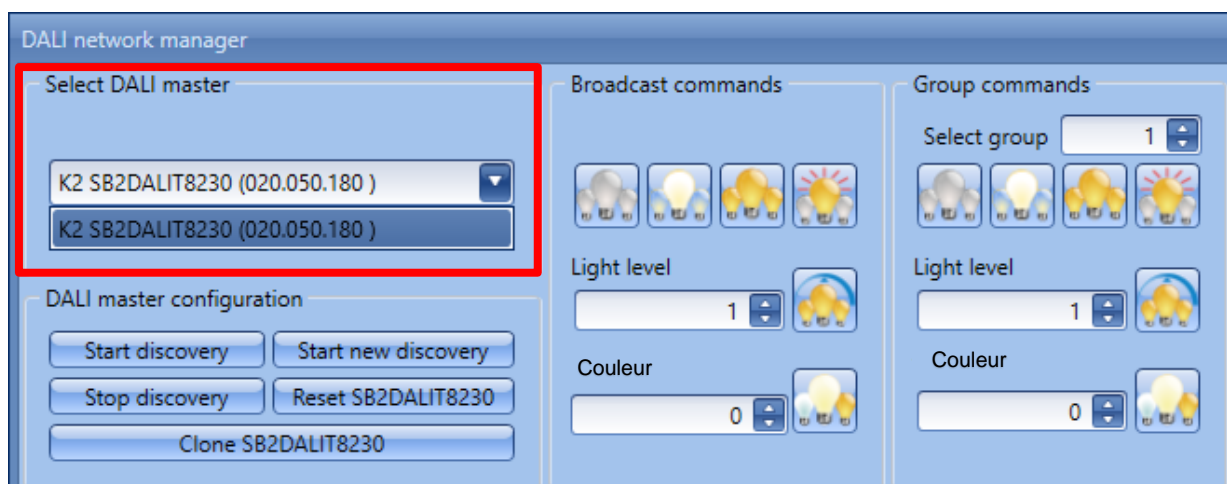 DALI network manager
Select DALI master
K2 SB2DALIT8230 (020.050.180 )
K2 SB2DALIT8230 (020.050.180 )
DALI master configuration
Start discovery
Start new discovery
Stop discovery
Reset SB2DALIT8230
Clone SB2DALIT8230
Broadcast commands
Light level
1
Couleur
0
Group commands
Select group 1
Light level
1
Couleur
0